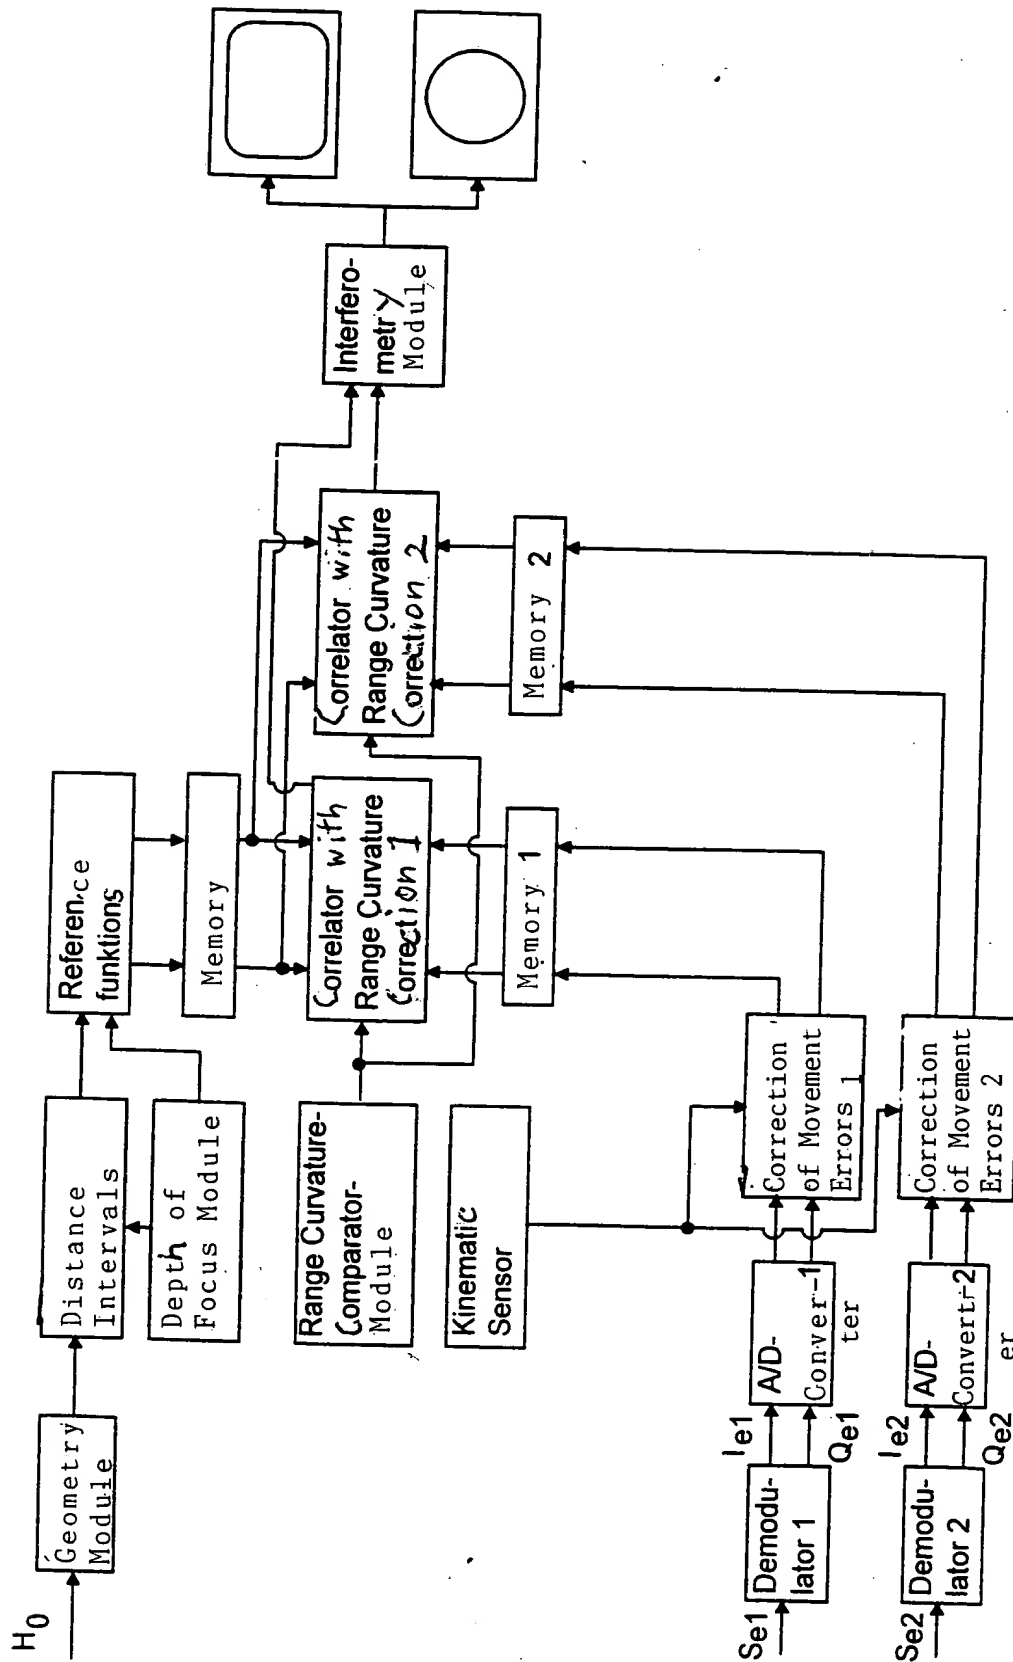 H0
Geometry
Module
Distance
Intervals
Depth of
Focus Module
Reference
funktions
Memory
Range Curvature-
Comparator-
Module
Kinematic
Sensor
Correlator with
Range Curvature
Correction 1
Correlator with
Range Curvature
Correction 2
Memory 1
Memory 2
Interfero-
metry
Module
Se1
Demodu-
lator 1
Ie1
Qe1
A/D-
Conver-1
ter
Correction
of Movement
Errors 1
Se2
Demodu-
lator 2
Ie2
Qe2
A/D-
Convert-2
er
Correction
of Movement
Errors 2